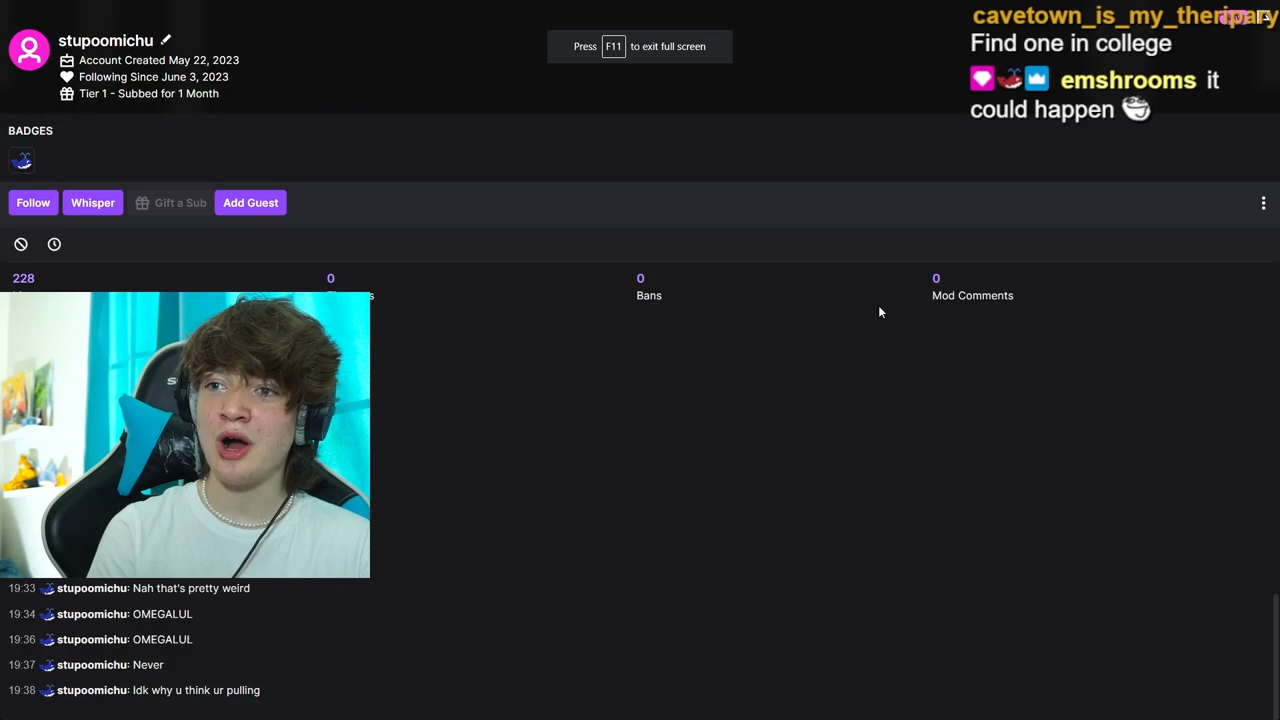 stupoomichu
Account Created May 22, 2023
Following Since June 3, 2023
Tier 1 - Subbed for 1 Month
Press F11 to exit full screen
cavetown_is_my_theripary
Find one in college
emshrooms it
could happen
BADGES
Follow Whisper Gift a Sub Add Guest
228 0 0 0
Bans Mod Comments
19:33 stupoomichu: Nah that's pretty weird
19:34 stupoomichu: OMEGALUL
19:36 stupoomichu: OMEGALUL
19:37 stupoomichu: Never
19:38 stupoomichu: Idk why u think ur pulling